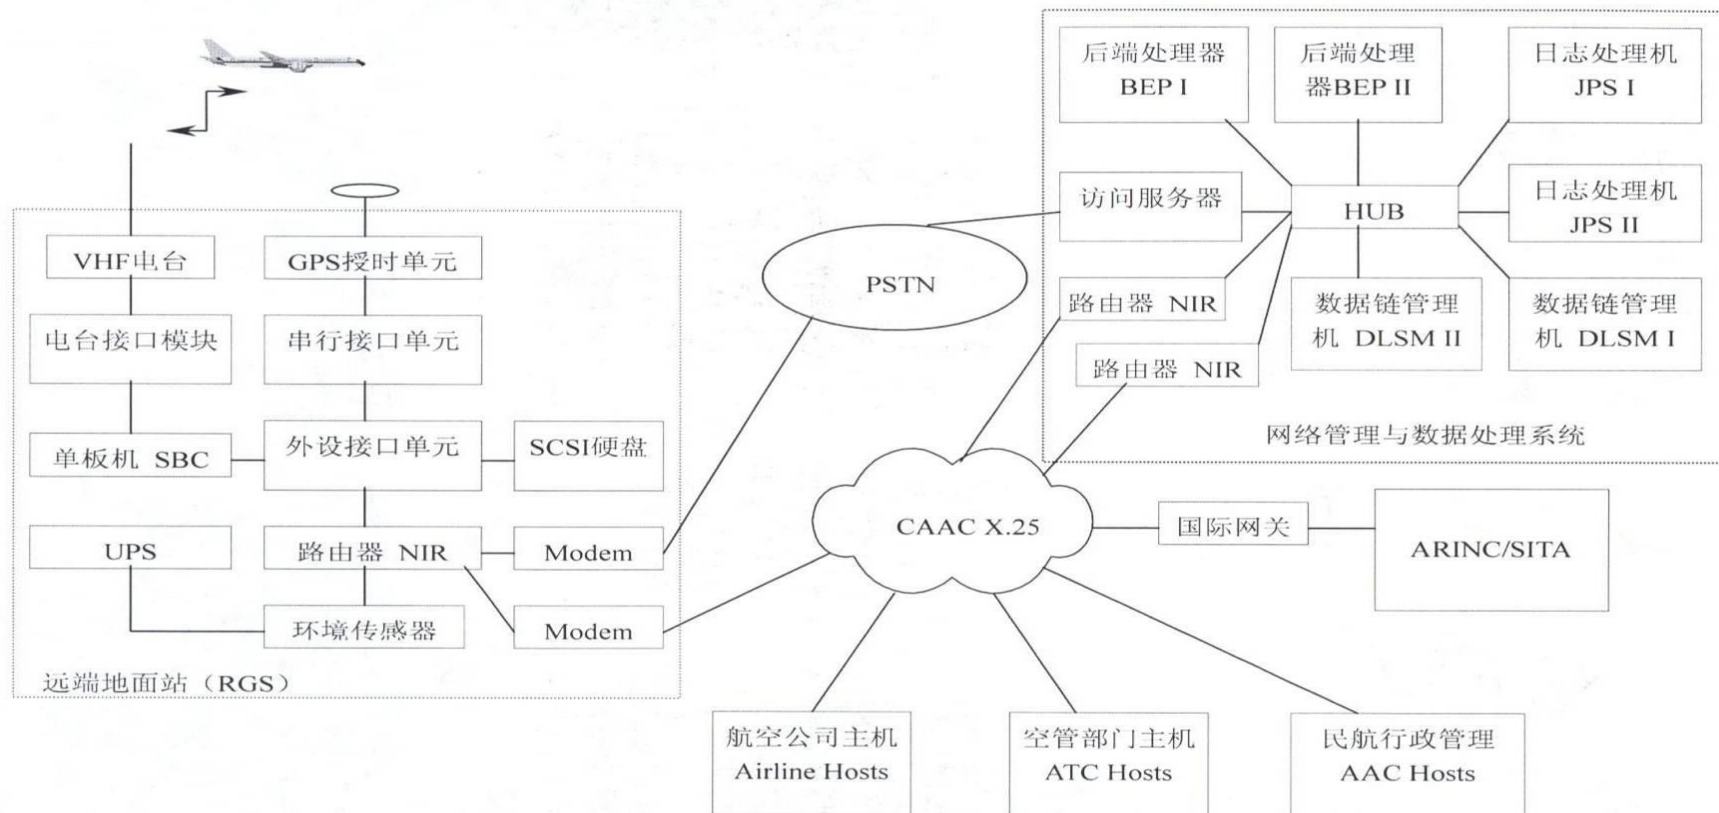 后端处理器
BEP I
后端处理
器BEP II
日志处理机
JPS I
访问服务器
HUB
日志处理机
JPS II
路由器 NIR
路由器 NIR
数据链管理
机 DLSM II
数据链管理
机 DLSM I
网络管理与数据处理系统
VHF电台
GPS授时单元
电台接口模块
串行接口单元
单板机 SBC
外设接口单元
SCSI硬盘
UPS
路由器 NIR
Modem
环境传感器
Modem
远端地面站（RGS）
PSTN
CAAC X.25
国际网关
ARINC/SITA
航空公司主机
Airline Hosts
空管部门主机
ATC Hosts
民航行政管理
AAC Hosts